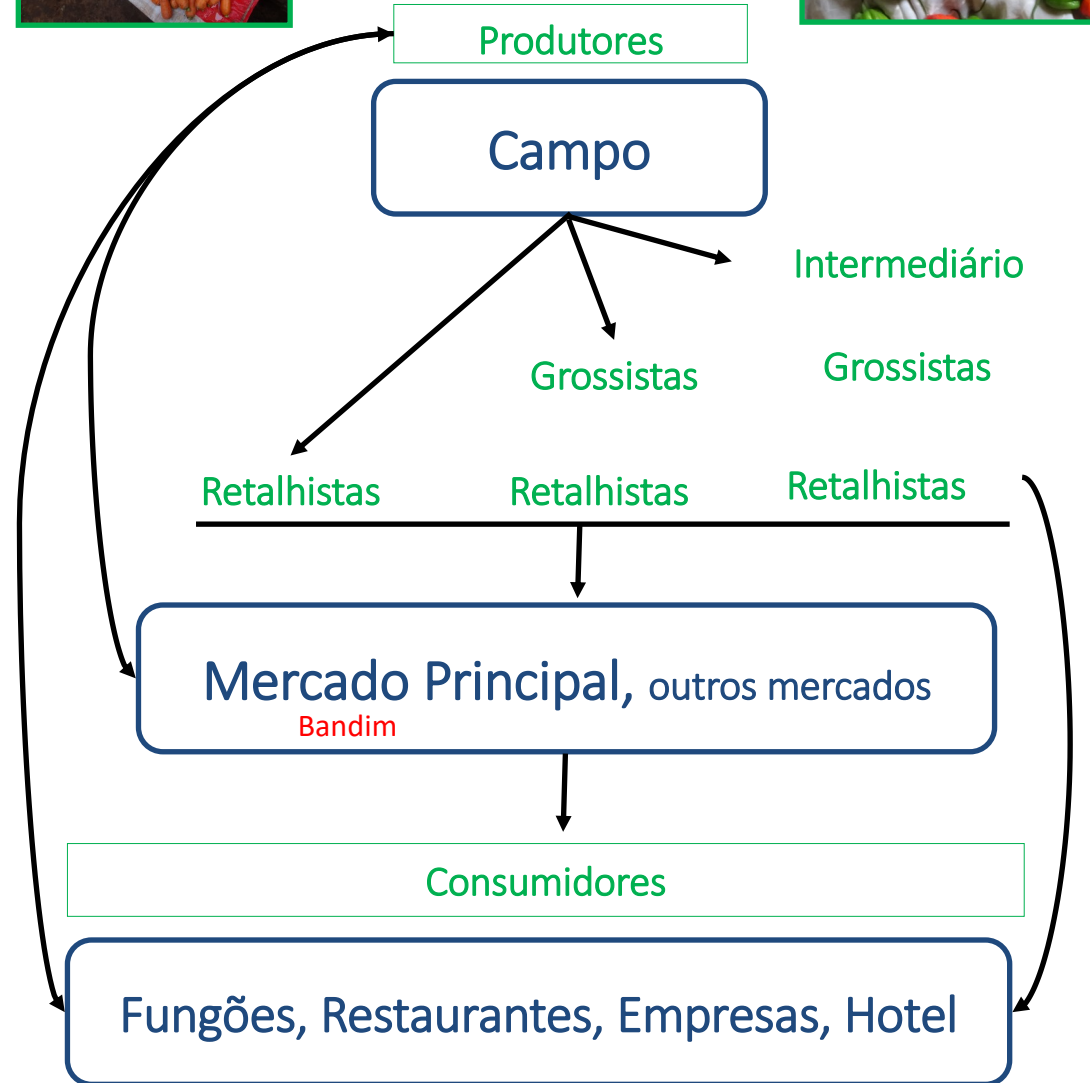 Produtores
Campo
Intermediário
Grossistas
Grossistas
Retalhistas
Retalhistas
Retalhistas
Mercado Principal, outros mercados
Bandim
Consumidores
Fungões, Restaurantes, Empresas, Hotel